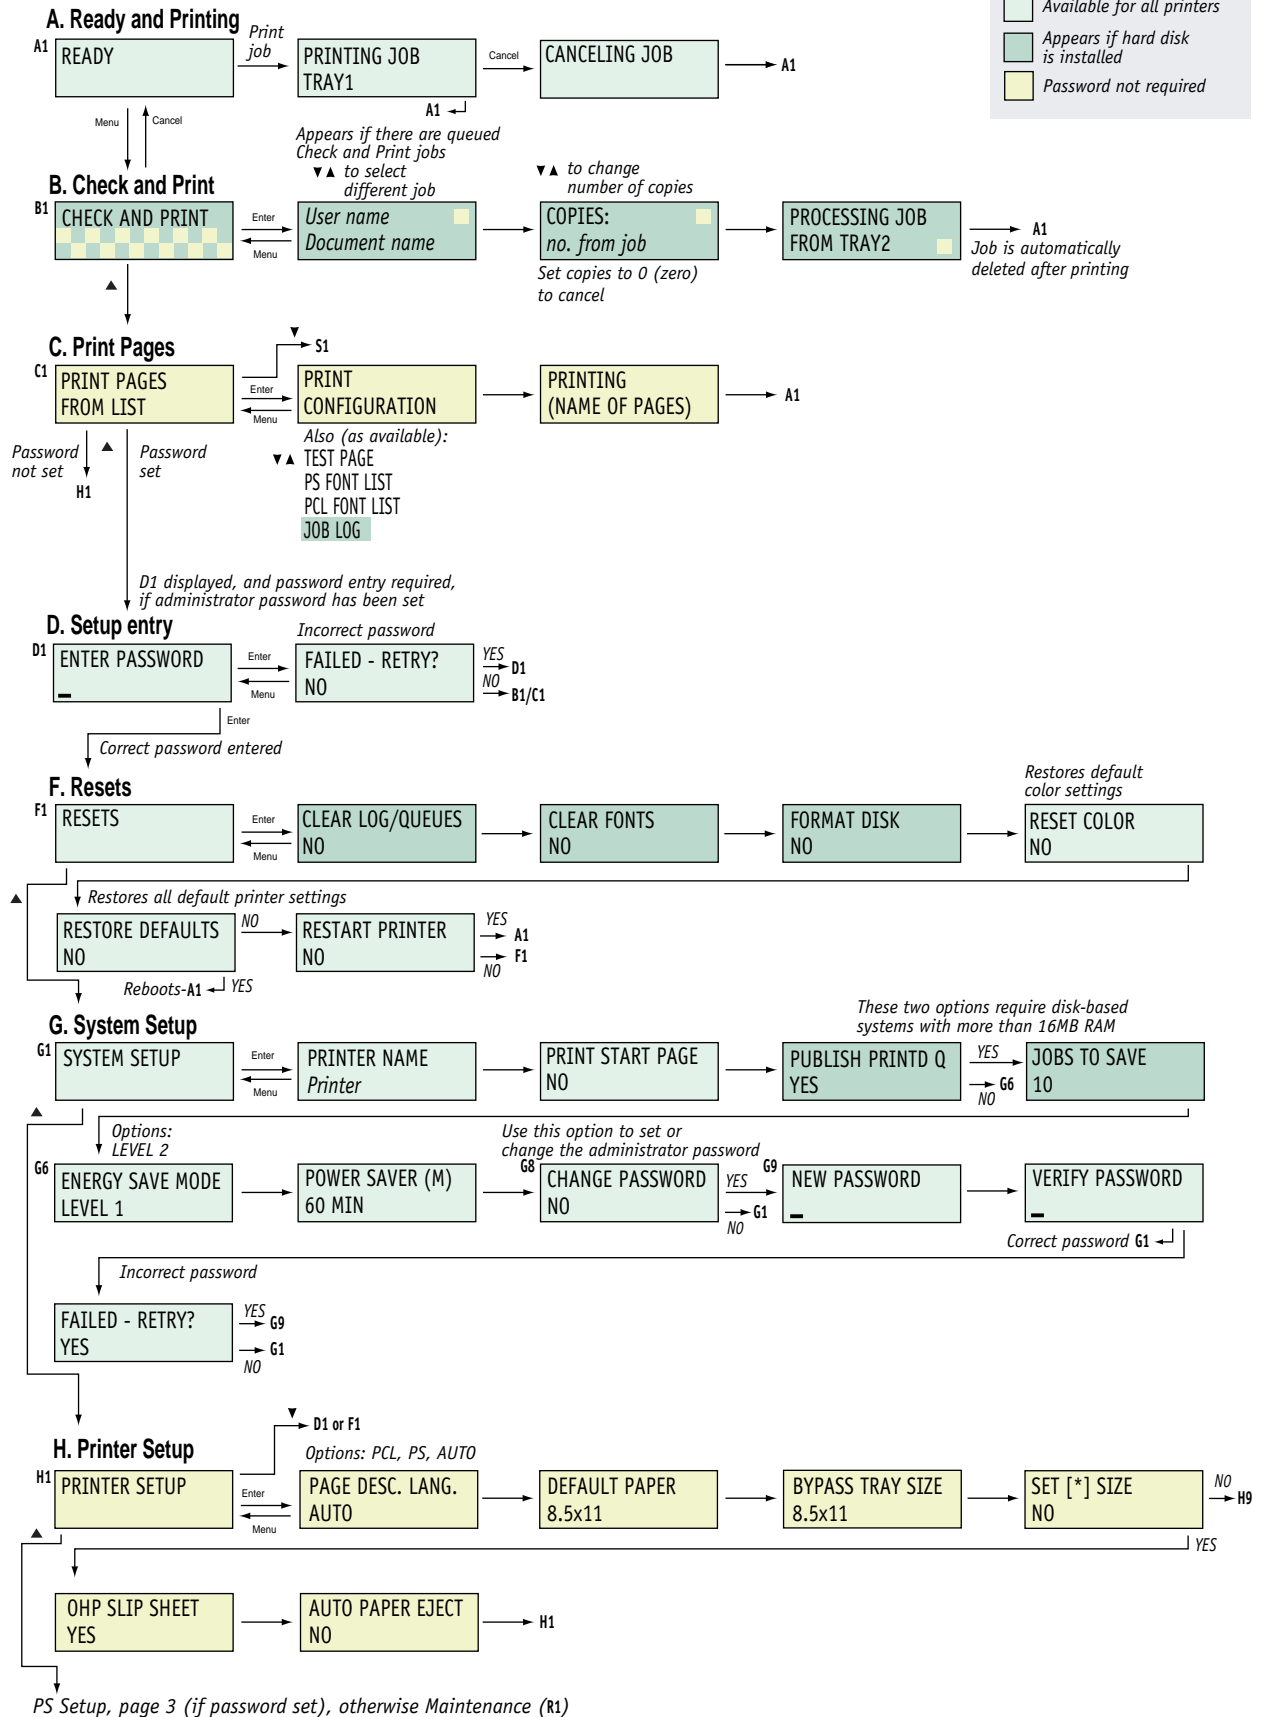 Available for all printers
Appears if hard disk
is installed
Password not required
A. Ready and Printing
A1
READY
Print
job
PRINTING JOB
TRAY1
Cancel
CANCELING JOB
A1
A1
Menu
Cancel
Appears if there are queued
Check and Print jobs
▼▲ to select
different job
▼▲ to change
number of copies
B. Check and Print
B1
CHECK AND PRINT
Enter
Menu
User name
Document name
COPIES:
no. from job
PROCESSING JOB
FROM TRAY2
A1
Job is automatically
deleted after printing
Set copies to 0 (zero)
to cancel
▲
C. Print Pages
▼
S1
C1
PRINT PAGES
FROM LIST
Enter
Menu
PRINT
CONFIGURATION
PRINTING
(NAME OF PAGES)
A1
Password
not set
▲
Password
set
H1
Also (as available):
▼▲ TEST PAGE
PS FONT LIST
PCL FONT LIST
JOB LOG
D1 displayed, and password entry required,
if administrator password has been set
D. Setup entry
Incorrect password
D1
ENTER PASSWORD
_
Enter
Menu
FAILED - RETRY?
NO
YES
D1
NO
B1/C1
Enter
Correct password entered
F. Resets
Restores default
color settings
F1
RESETS
Enter
Menu
CLEAR LOG/QUEUES
NO
CLEAR FONTS
NO
FORMAT DISK
NO
RESET COLOR
NO
▲
Restores all default printer settings
RESTORE DEFAULTS
NO
NO
RESTART PRINTER
NO
YES
A1
F1
NO
Reboots-A1
YES
G. System Setup
These two options require disk-based
systems with more than 16MB RAM
G1
SYSTEM SETUP
Enter
Menu
PRINTER NAME
Printer
PRINT START PAGE
NO
PUBLISH PRINTD Q
YES
YES
G6
NO
JOBS TO SAVE
10
▲
Options:
LEVEL 2
Use this option to set or
change the administrator password
G6
ENERGY SAVE MODE
LEVEL 1
POWER SAVER (M)
60 MIN
G8
CHANGE PASSWORD
NO
YES
G1
NO
G9
NEW PASSWORD
_
VERIFY PASSWORD
_
Correct password G1
Incorrect password
FAILED - RETRY?
YES
YES
G9
G1
NO
▼
D1 or F1
H. Printer Setup
Options: PCL, PS, AUTO
H1
PRINTER SETUP
Enter
Menu
PAGE DESC. LANG.
AUTO
DEFAULT PAPER
8.5x11
BYPASS TRAY SIZE
8.5x11
SET [*] SIZE
NO
NO
H9
▲
YES
OHP SLIP SHEET
YES
AUTO PAPER EJECT
NO
H1
PS Setup, page 3 (if password set), otherwise Maintenance (R1)